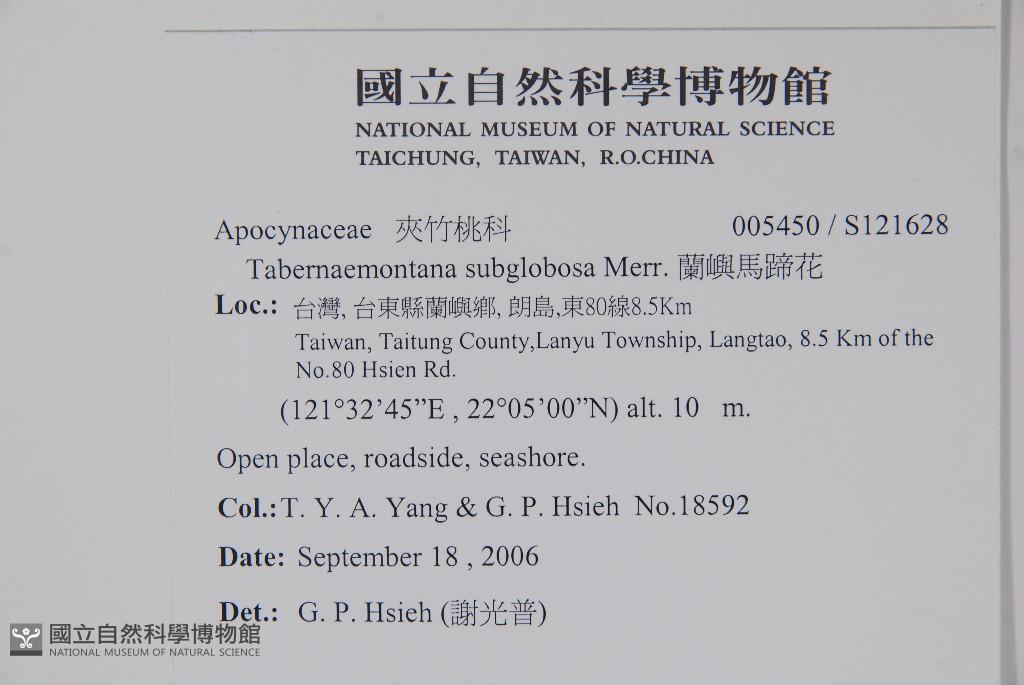 國立自然科學博物館
NATIONAL MUSEUM OF NATURAL SCIENCE
TAICHUNG, TAIWAN, R.O.CHINA
Apocynaceae 夾竹桃科 005450 / S121628
Tabernaemontana subglobosa Merr. 蘭嶼馬蹄花
Loc.: 台灣, 台東縣蘭嶼鄉, 朗島,東80線8.5Km
Taiwan, Taitung County,Lanyu Township, Langtao, 8.5 Km of the
No.80 Hsien Rd.
(121°32’45”E , 22°05’00”N) alt. 10 m.
Open place, roadside, seashore.
Col.:T. Y. A. Yang & G. P. Hsieh No.18592
Date: September 18 , 2006
Det.: G. P. Hsieh (謝光普)
國立自然科學博物館
NATIONAL MUSEUM OF NATURAL SCIENCE